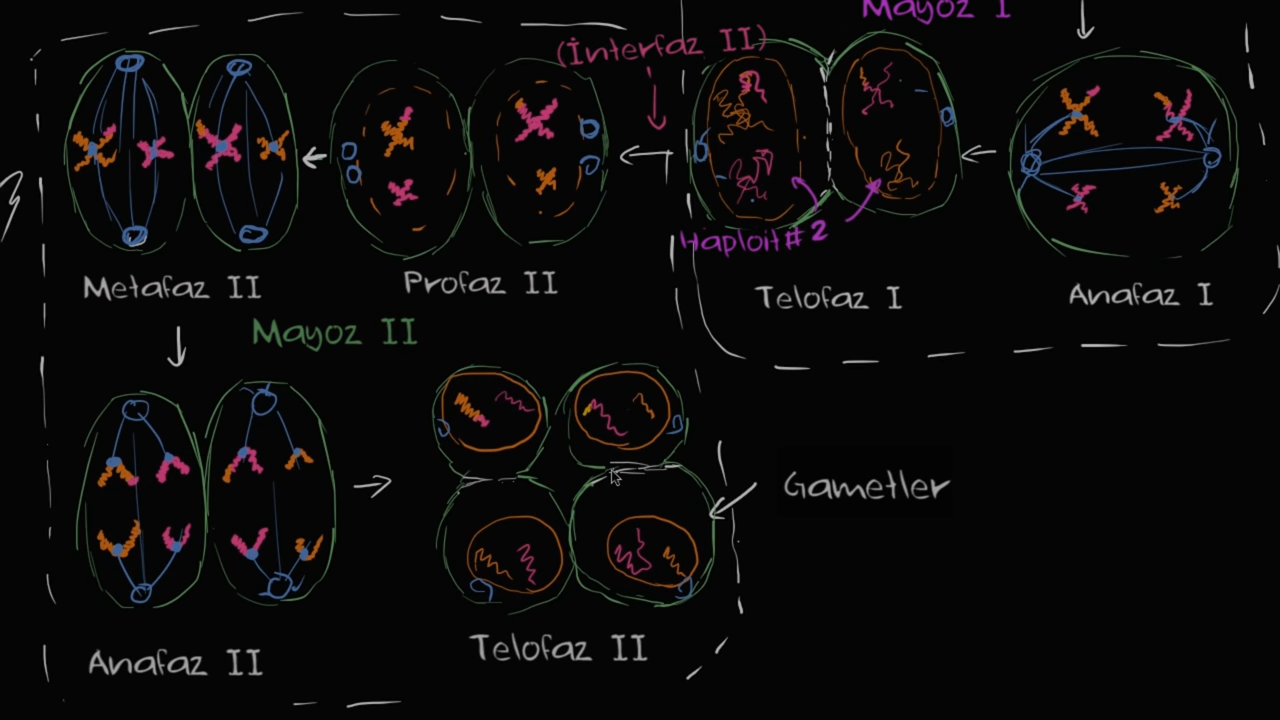 Mayoz I
(İnterfaz II)
Haploit # 2
Metafaz II
Profaz II
Telofaz I
Anafaz I
Mayoz II
Gametler
Anafaz II
Telofaz II